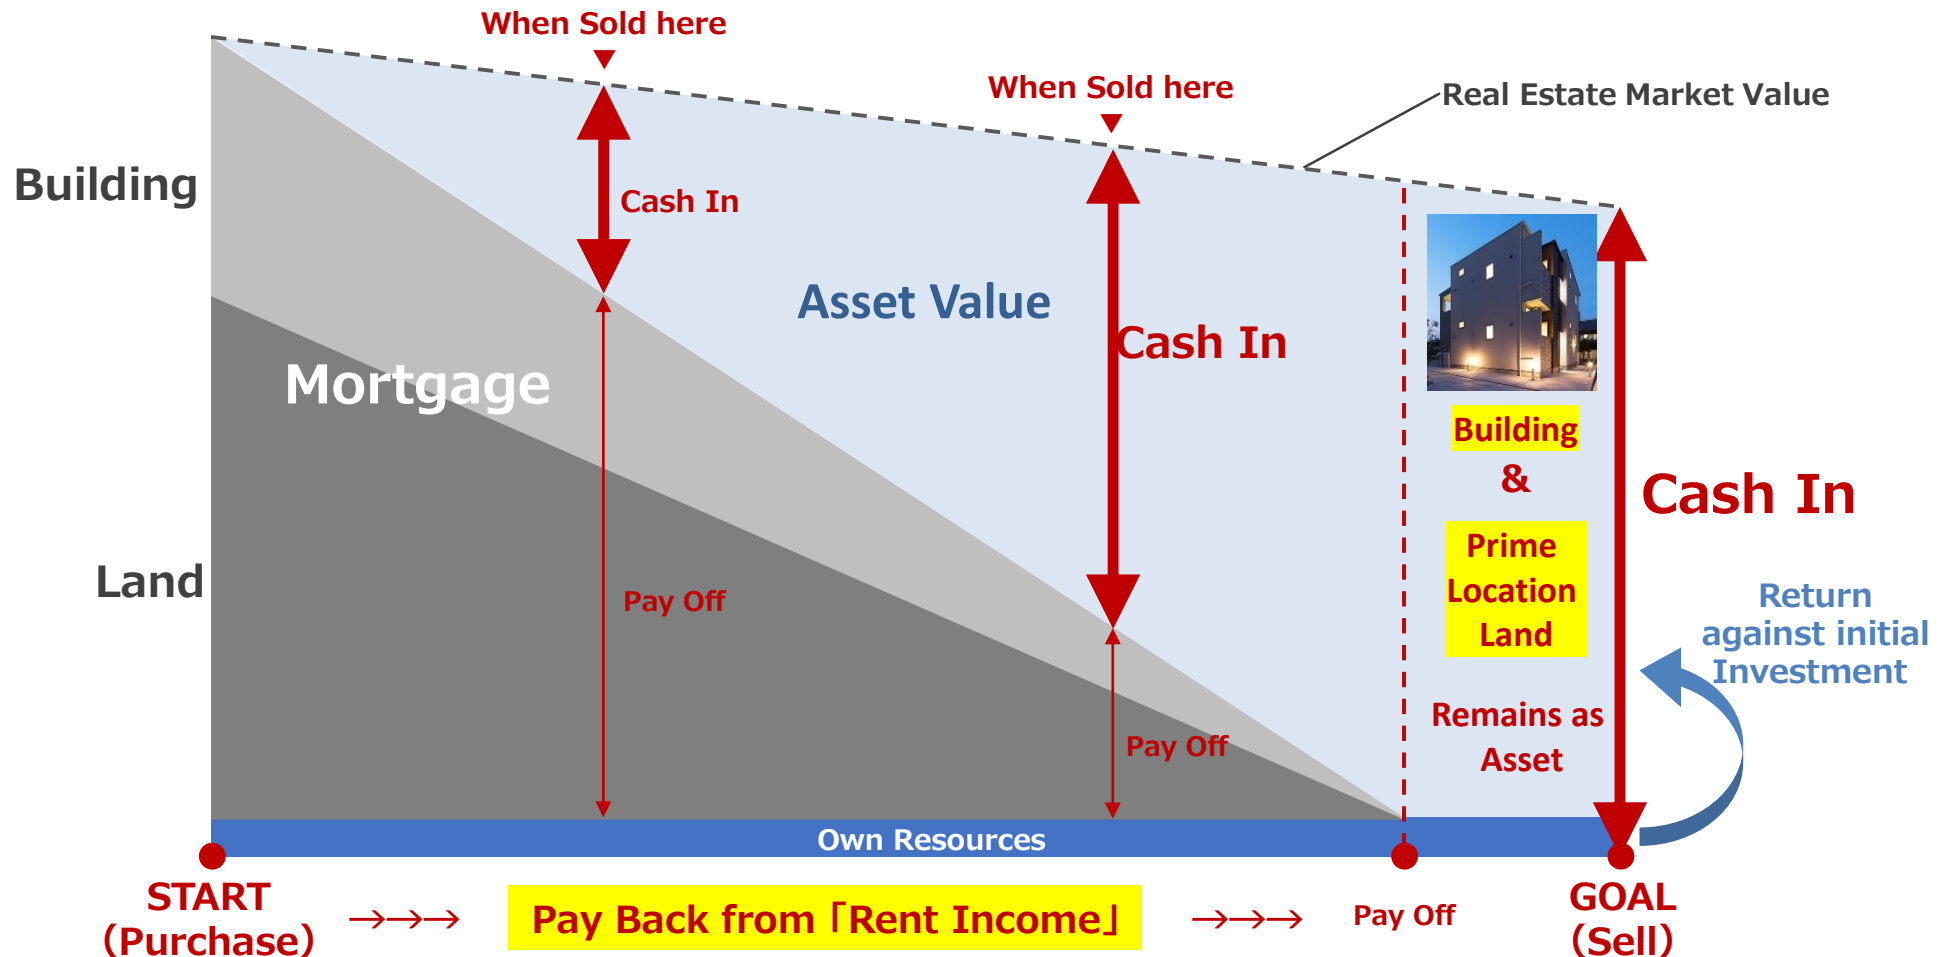 When Sold here
When Sold here
Real Estate Market Value
Building
Cash In
Asset Value
Cash In
Mortgage
Building
&
Prime
Location
Land
Cash In
Land
Pay Off
Return
against initial
Investment
Remains as
Asset
Pay Off
Own Resources
START
(Purchase)
→→→
Pay Back from「Rent Income」
→→→
Pay Off
GOAL
(Sell)